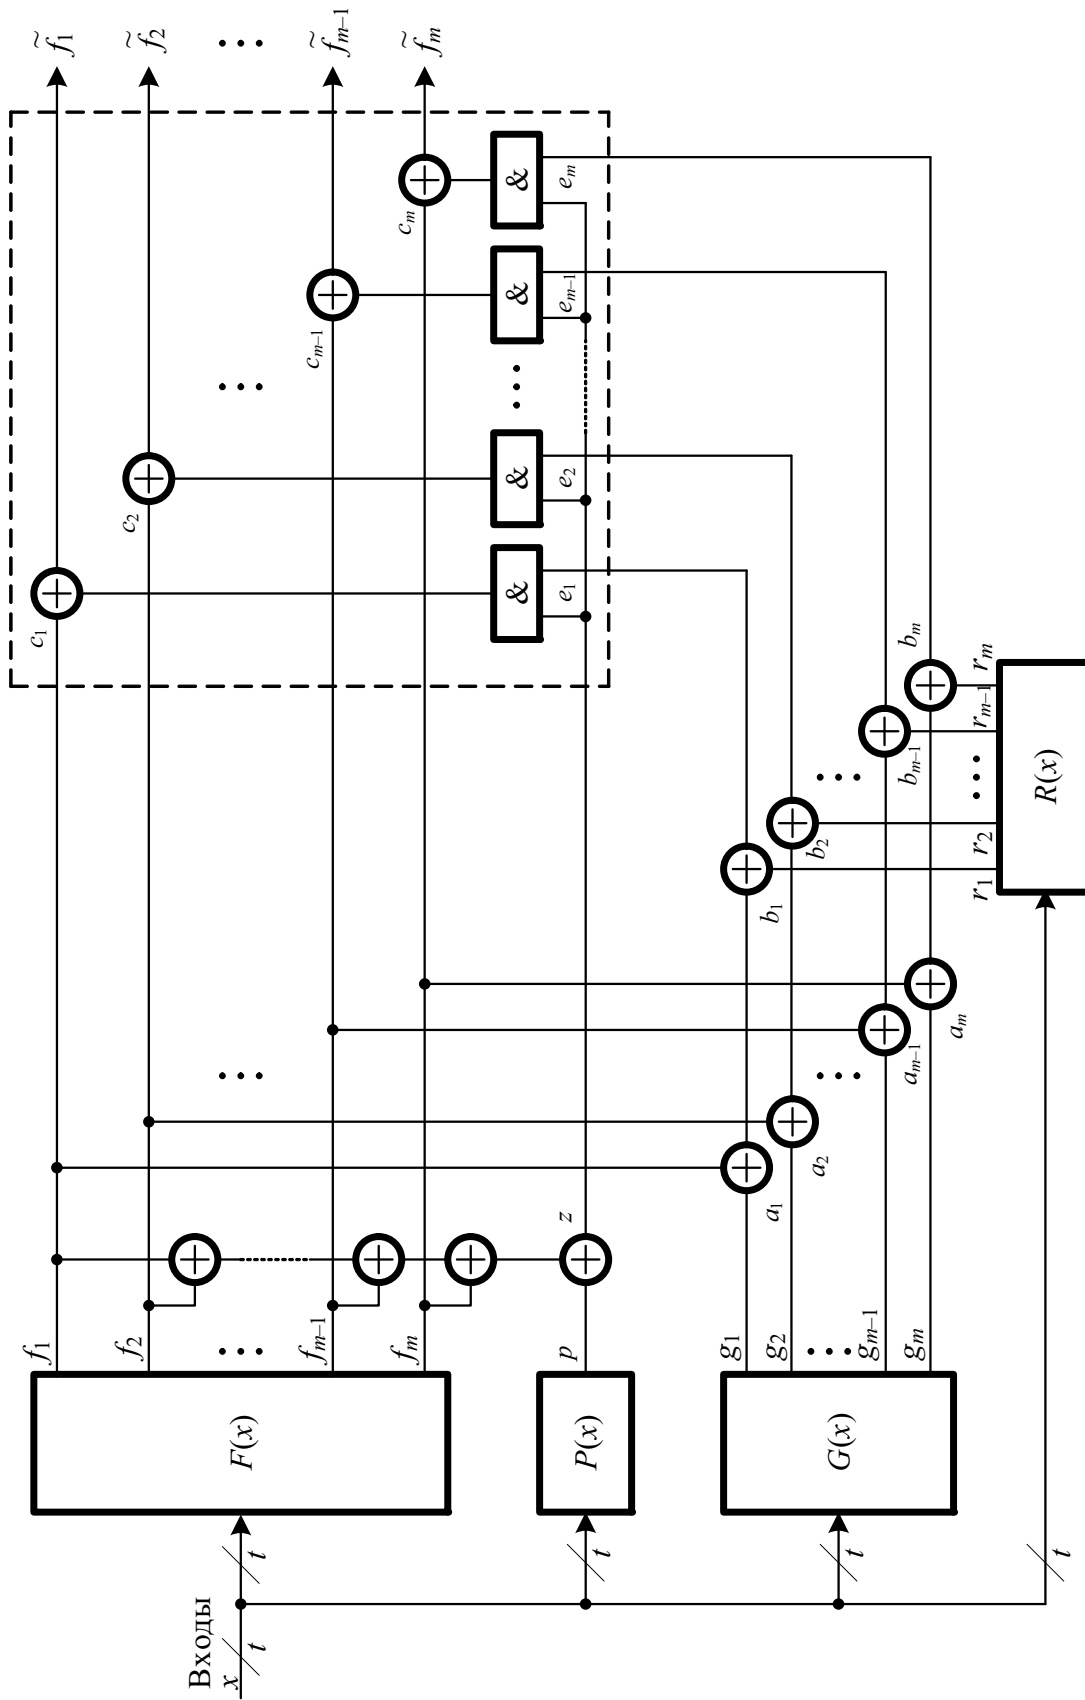 Входы
x
t
t
t
t
t
F(x)
P(x)
G(x)
R(x)
f₁
f₂
...
fₘ₋₁
fₘ
p
g₁
g₂
...
gₘ₋₁
gₘ
z
a₁
a₂
...
aₘ₋₁
aₘ
...
r₁
r₂
...
rₘ₋₁
rₘ
b₁
b₂
...
bₘ₋₁
bₘ
c₁
c₂
...
cₘ₋₁
cₘ
&
&
...
&
&
e₁
e₂
eₘ₋₁
eₘ
f̃₁
f̃₂
...
f̃ₘ₋₁
f̃ₘ